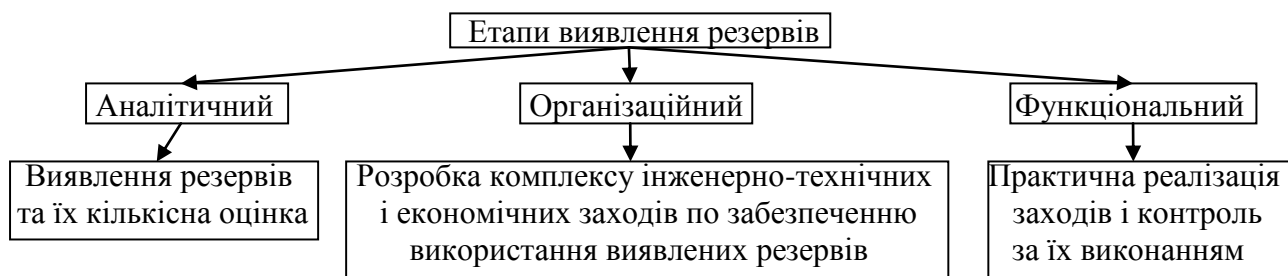 Етапи виявлення резервів
Аналітичний
Організаційний
Функціональний
Виявлення резервів
та їх кількісна оцінка
Розробка комплексу інженерно-технічних
і економічних заходів по забезпеченню
використання виявлених резервів
Практична реалізація
заходів і контроль
за їх виконанням